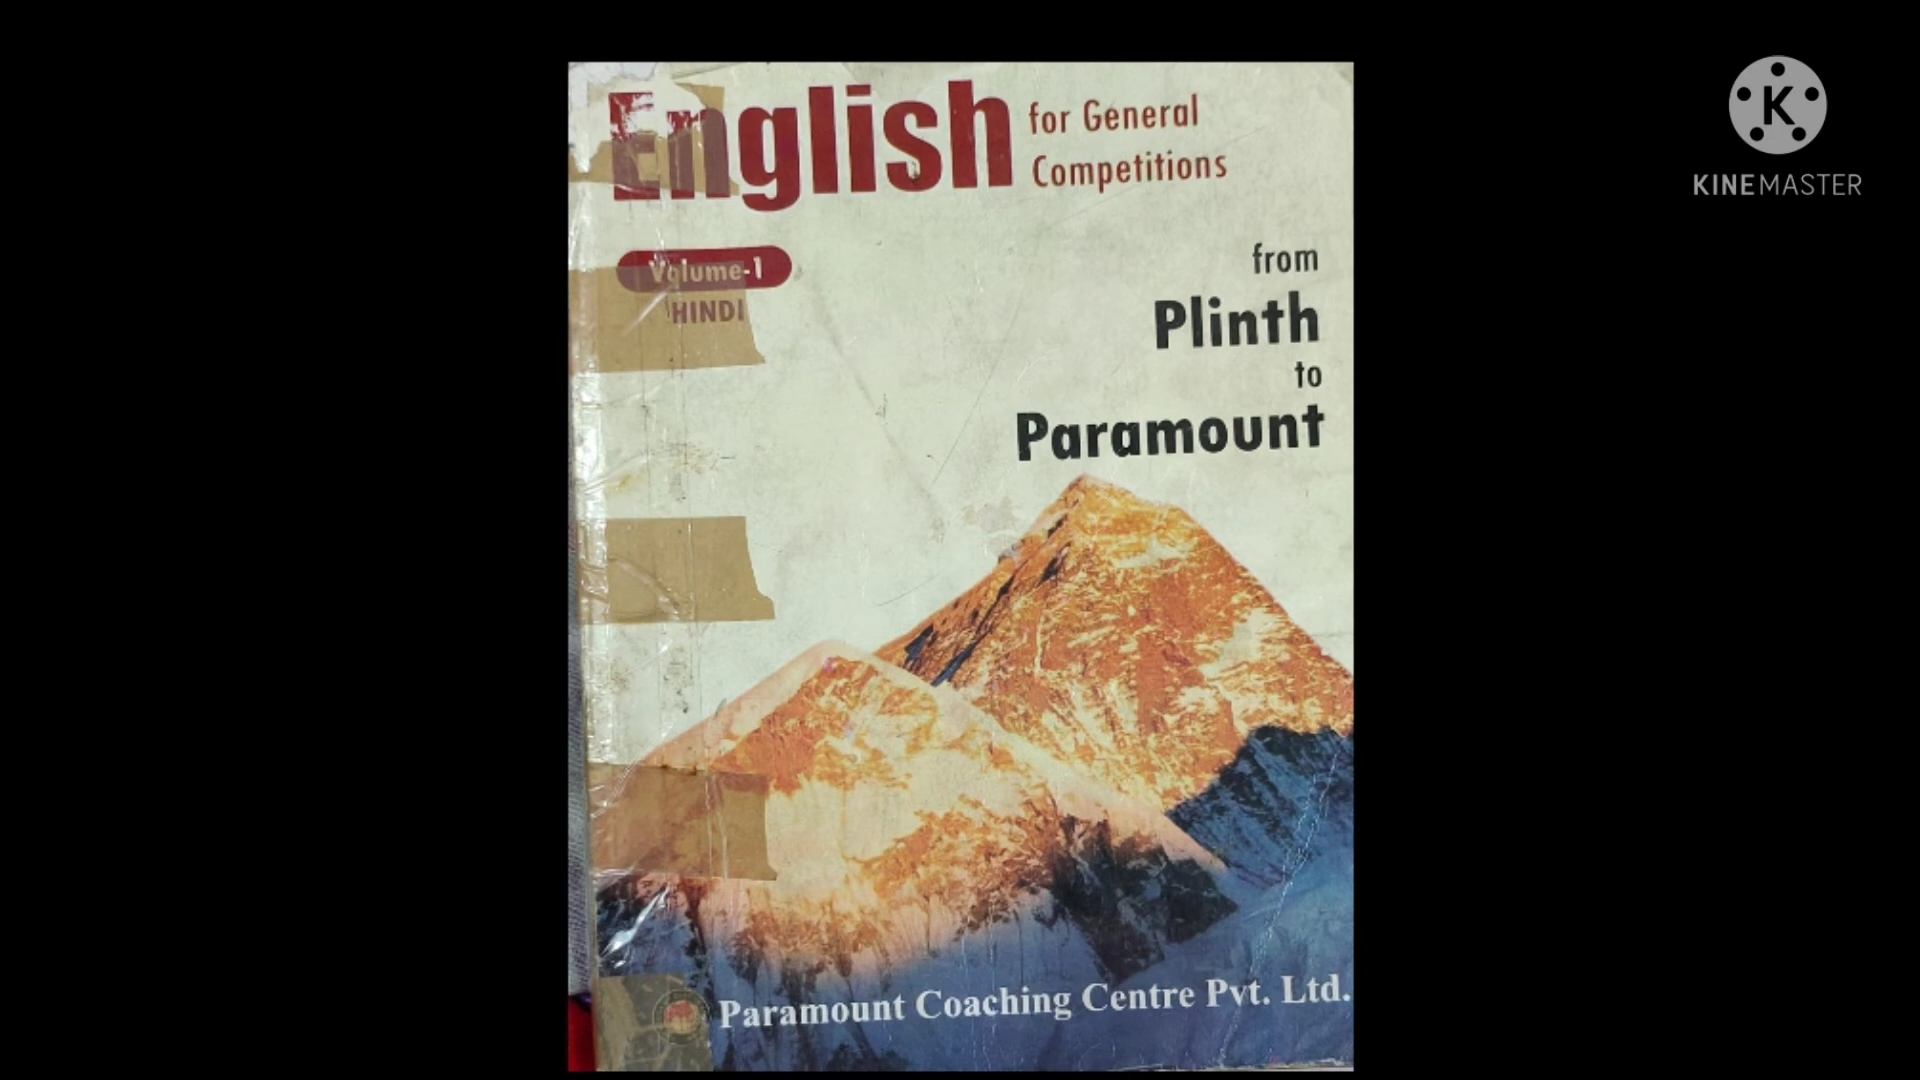 English for General
Competitions
Volume-1
HINDI
from
Plinth
to
Paramount
Paramount Coaching Centre Pvt. Ltd.
K
KINEMASTER